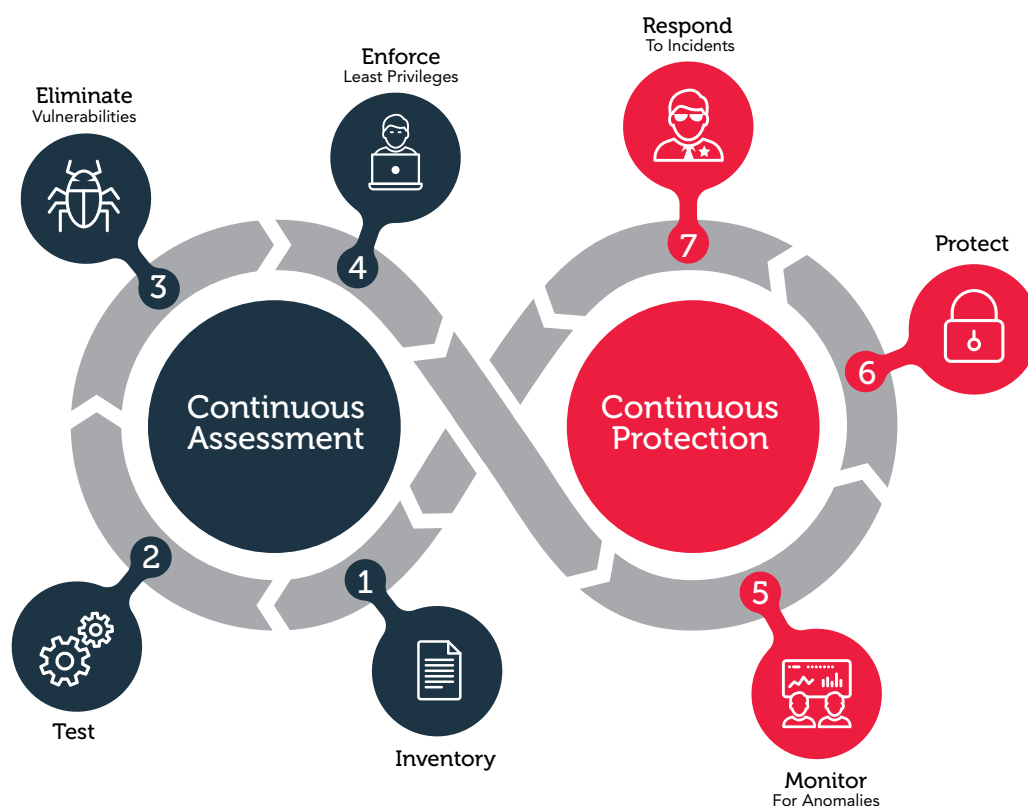 Respond
To Incidents
Enforce
Least Privileges
Eliminate
Vulnerabilities
Protect
7
4
3
6
Continuous
Assessment
Continuous
Protection
2
1
5
Test
Inventory
Monitor
For Anomalies